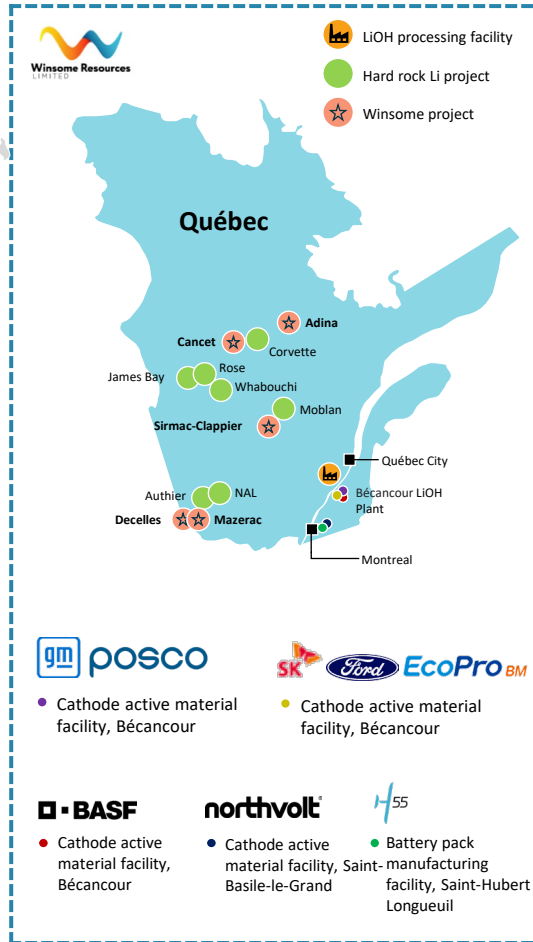 Winsome Resources
LIMITED
LiOH processing facility
Hard rock Li project
Winsome project
Québec
Adina
Cancet
Corvette
Rose
James Bay
Whabouchi
Moblan
Sirmac-Clappier
Québec City
Authier
NAL
Bécancour LiOH
Plant
Decelles
Mazerac
Montreal
gm posco
SK Ford EcoPro BM
Cathode active material
facility, Bécancour
Cathode active material
facility, Bécancour
BASF
northvolt
H55
Cathode active
material facility,
Bécancour
Cathode active
material facility, Saint-
Basile-le-Grand
Battery pack
manufacturing
facility, Saint-Hubert
Longueuil